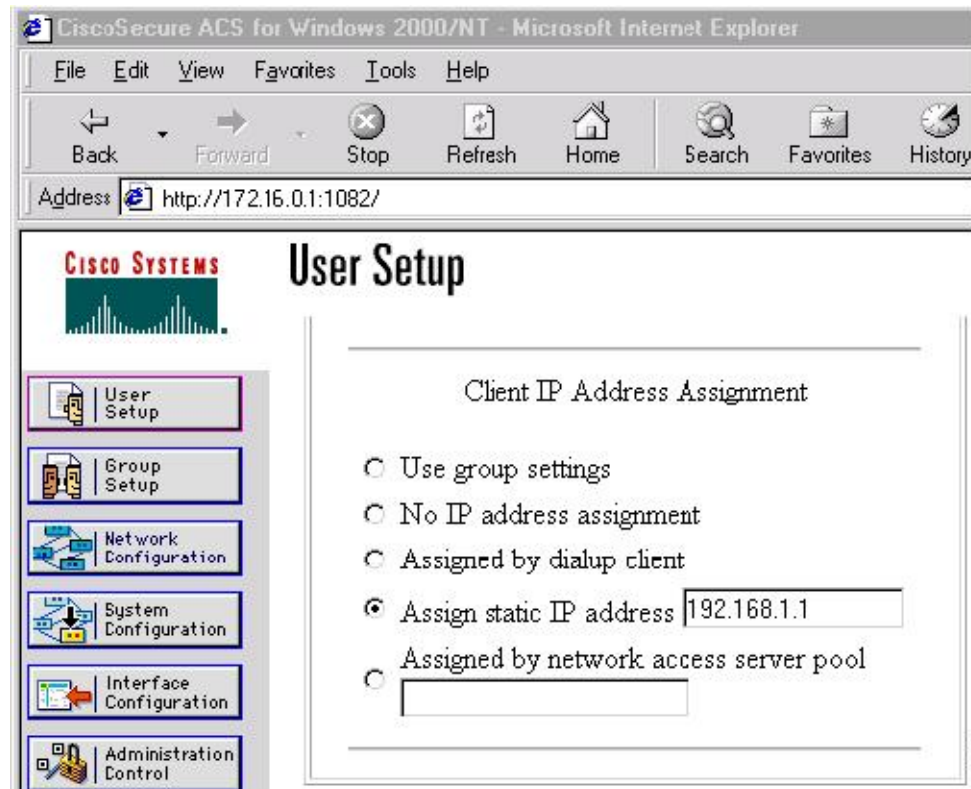 CiscoSecure ACS for Windows 2000/NT - Microsoft Internet Explorer
File Edit View Favorites Tools Help
Back Forward Stop Refresh Home Search Favorites History
Address http://172.16.0.1:1082/
CISCO SYSTEMS
User Setup
User
Setup
Group
Setup
Network
Configuration
System
Configuration
Interface
Configuration
Administration
Control
Client IP Address Assignment
Use group settings
No IP address assignment
Assigned by dialup client
Assign static IP address 192.168.1.1
Assigned by network access server pool